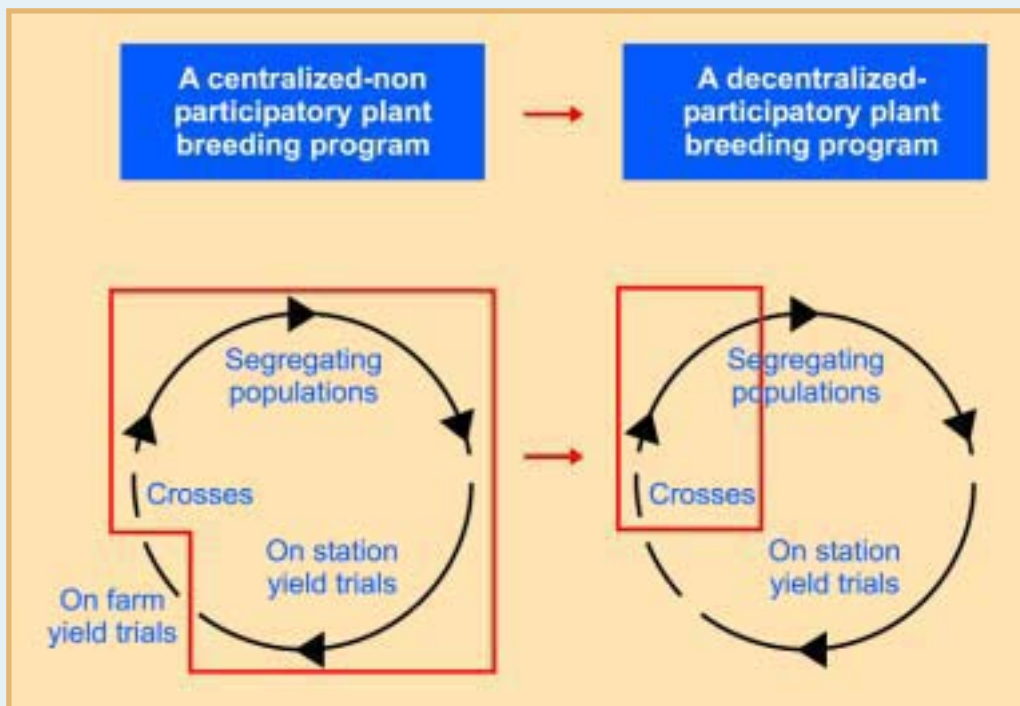 A centralized-non
participatory plant
breeding program
A decentralized-
participatory plant
breeding program
Segregating
populations
Crosses
On station
yield trials
On farm
yield trials
Segregating
populations
Crosses
On station
yield trials